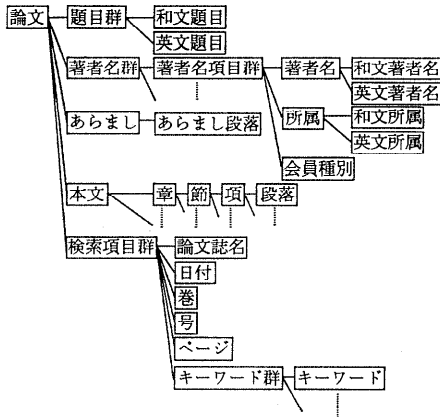 論文 題目群 和文題目
英文題目
著者名群 著者名項目群 著者名 和文著者名
英文著者名
あらまし あらまし段落 所属 和文所属
英文所属
会員種別
本文 章 節 項 段落
検索項目群 論文誌名
日付
巻
号
ページ
キーワード群 キーワード